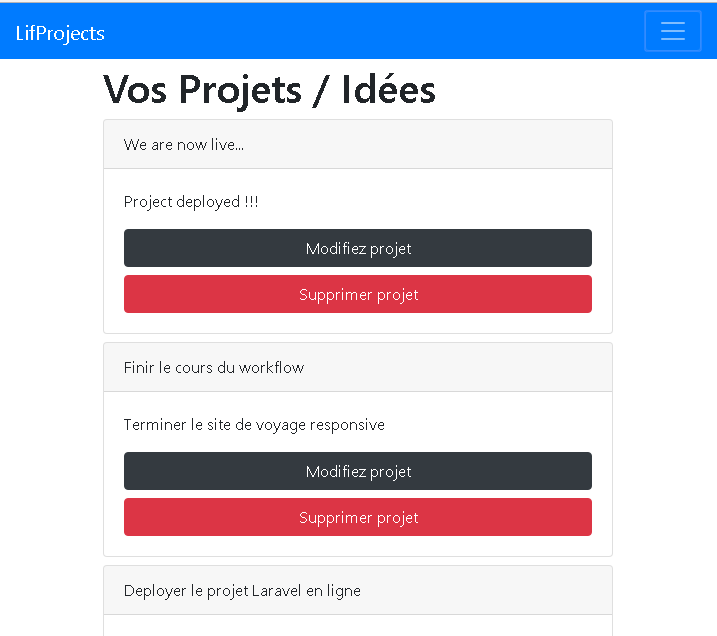 LifProjects
Vos Projets / Idées
We are now live...
Project deployed !!!
Modifiez projet
Supprimer projet
Finir le cours du workflow
Terminer le site de voyage responsive
Modifiez projet
Supprimer projet
Deployer le projet Laravel en ligne